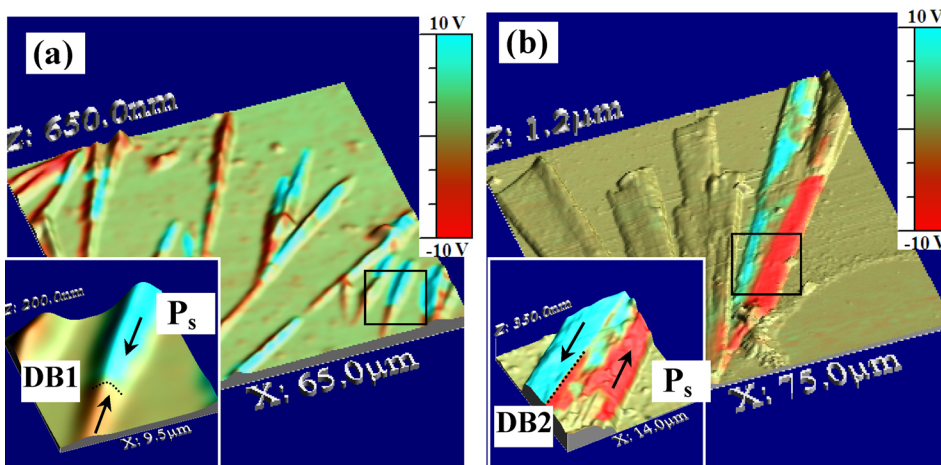 (a)
10 V
-10 V
Z: 650.0nm
X: 65.0µm
Z: 200.0nm
Ps
DB1
X: 9.5µm
(b)
10 V
-10 V
Z: 1.2µm
X: 75.0µm
Z: 350.0nm
Ps
DB2
X: 14.0µm